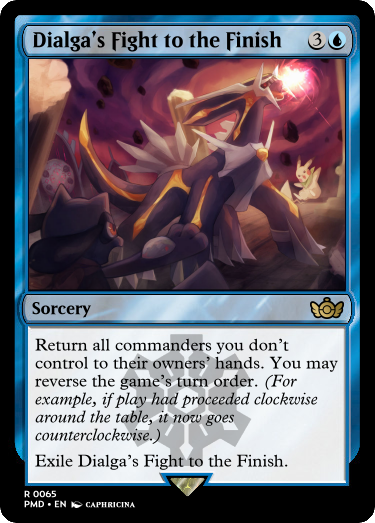 Dialga's Fight to the Finish 3
Sorcery
Return all commanders you don't
control to their owners' hands. You may
reverse the game's turn order. (For
example, if play had proceeded clockwise
around the table, it now goes
counterclockwise.)
Exile Dialga's Fight to the Finish.
R 0065
PMD • EN CAPHRICINA